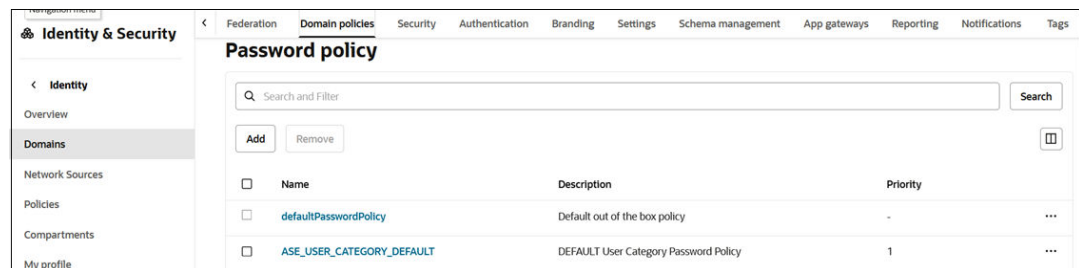 Navigation menu
Identity & Security
Federation Domain policies Security Authentication Branding Settings Schema management App gateways Reporting Notifications Tags
Password policy
Identity
Overview
Domains
Network Sources
Policies
Compartments
My profile
Search and Filter
Search
Add Remove
Name Description Priority
defaultPasswordPolicy Default out of the box policy -
ASE_USER_CATEGORY_DEFAULT DEFAULT User Category Password Policy 1